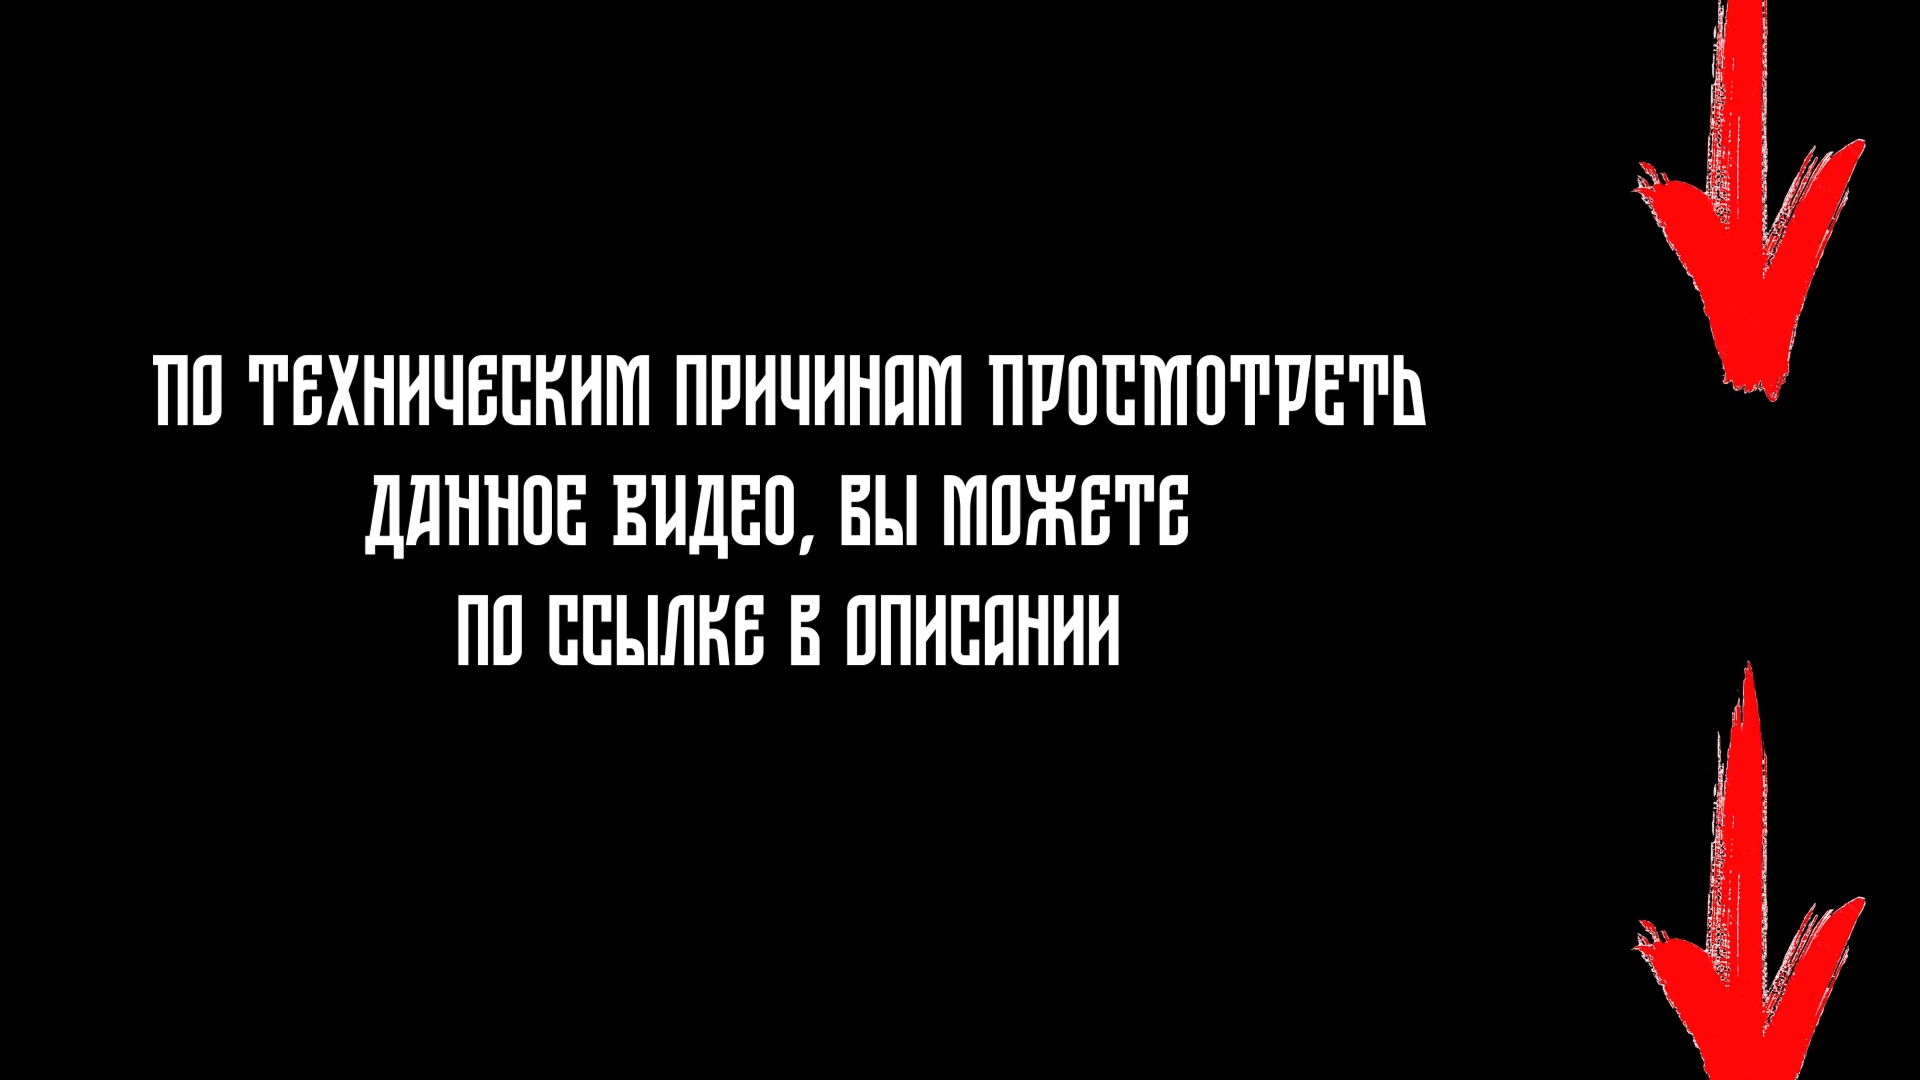 ПО ТЕХНИЧЕСКИМ ПРИЧИНАМ ПРОСМОТРЕТЬ
ДАННОЕ ВИДЕО, ВЫ МОЖЕТЕ
ПО ССЫЛКЕ В ОПИСАНИИ